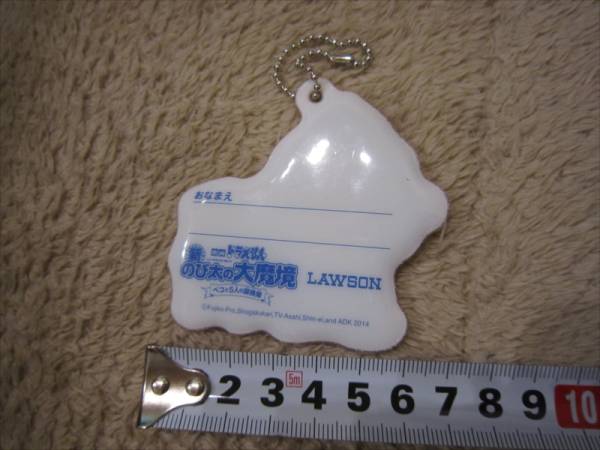 おなまえ
映画ドラえもん
新・のび太の大魔境
ペコと5人の探検隊
LAWSON
©Fujiko-Pro,Shogakukan,TV-Asahi,Shin-ei,and ADK 2014
2 3 5m 4 5 6 7 8 9 10